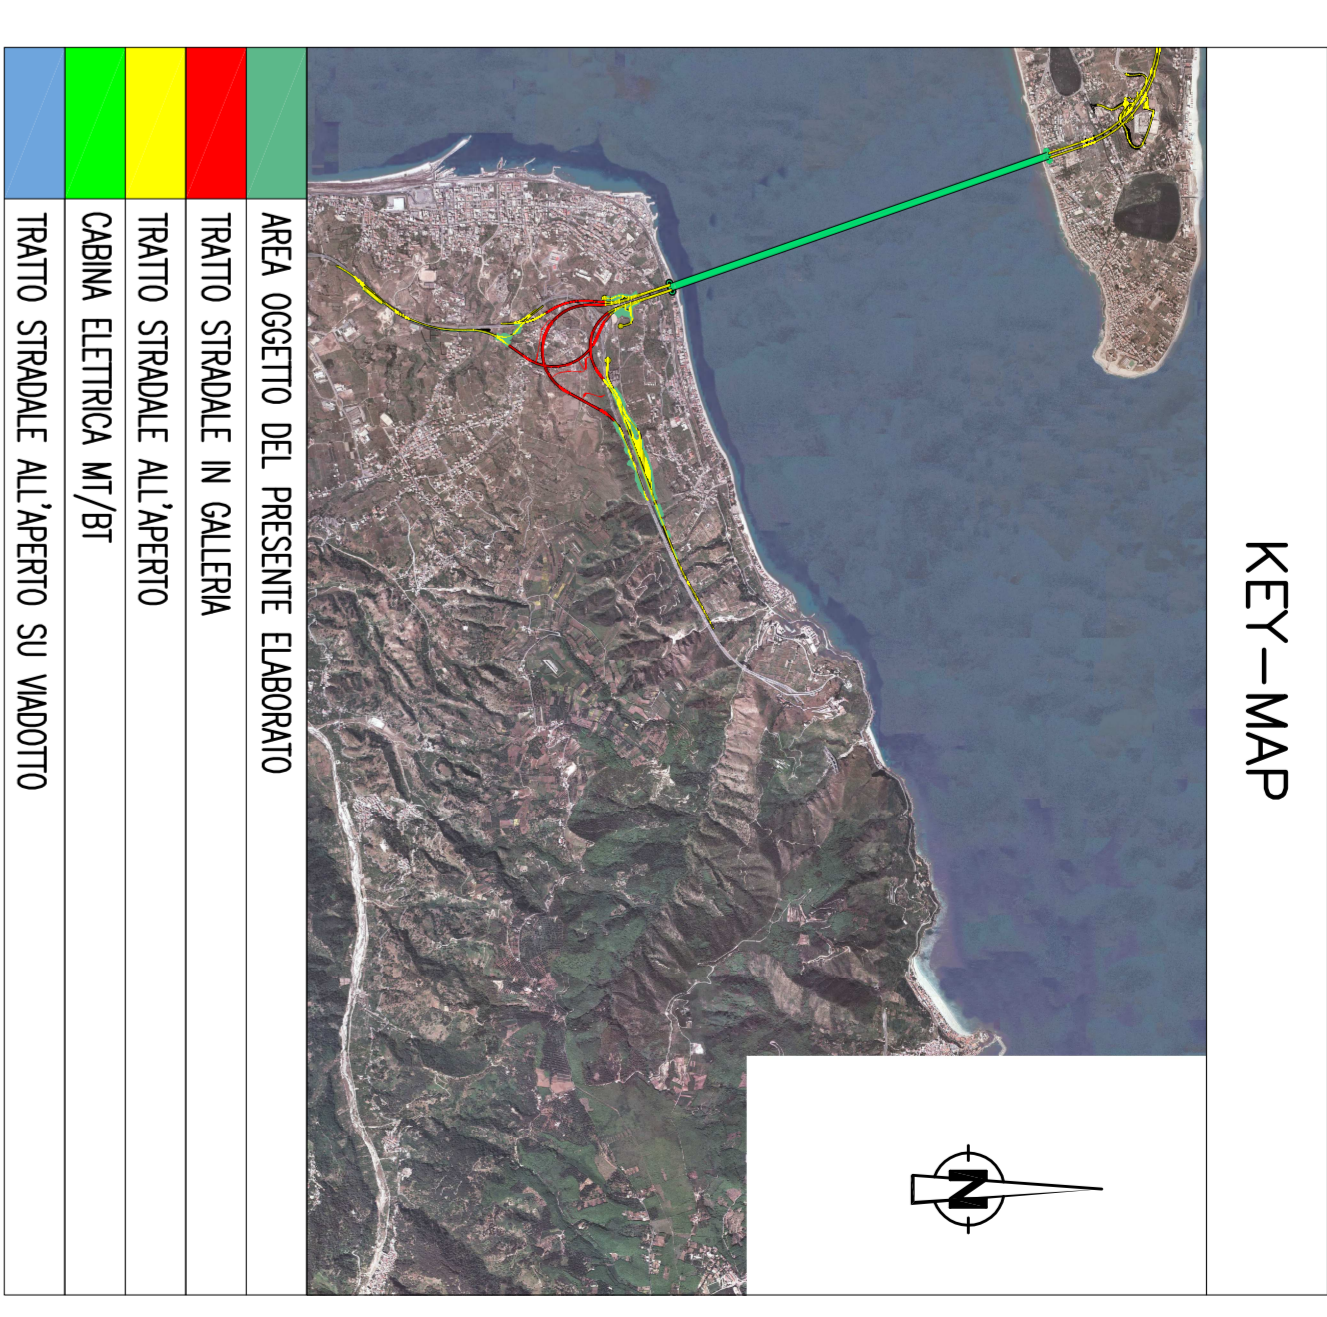 KEY-MAP
N
AREA OGGETTO DEL PRESENTE ELABORATO
TRATTO STRADALE IN GALLERIA
TRATTO STRADALE ALL'APERTO
CABINA ELETTRICA MT/BT
TRATTO STRADALE ALL'APERTO SU VIADOTTO